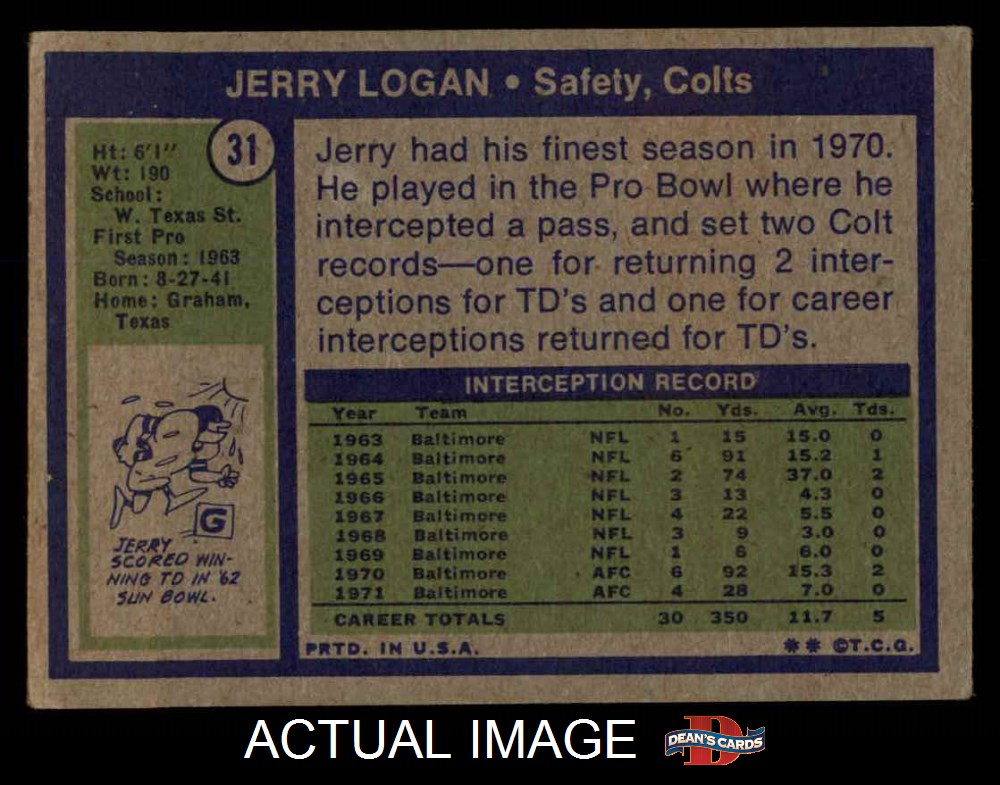 JERRY LOGAN • Safety, Colts
31
Ht: 6'1"
Wt: 190
School:
W. Texas St.
First Pro
Season: 1963
Born: 8-27-41
Home: Graham,
Texas
G
JERRY
SCORED WIN-
NING TD IN '62
SUN BOWL.
Jerry had his finest season in 1970.
He played in the Pro Bowl where he
intercepted a pass, and set two Colt
records—one for returning 2 inter-
ceptions for TD's and one for career
interceptions returned for TD's.
INTERCEPTION RECORD
Year Team No. Yds. Avg. Tds.
1963 Baltimore NFL 1 15 15.0 0
1964 Baltimore NFL 6 91 15.2 1
1965 Baltimore NFL 2 74 37.0 2
1966 Baltimore NFL 3 13 4.3 0
1967 Baltimore NFL 4 22 5.5 0
1968 Baltimore NFL 3 9 3.0 0
1969 Baltimore NFL 1 6 6.0 0
1970 Baltimore AFC 6 92 15.3 2
1971 Baltimore AFC 4 28 7.0 0
CAREER TOTALS 30 350 11.7 5
PRTD. IN U.S.A. ** ©T.C.G.
ACTUAL IMAGE
D
DEAN'S CARDS